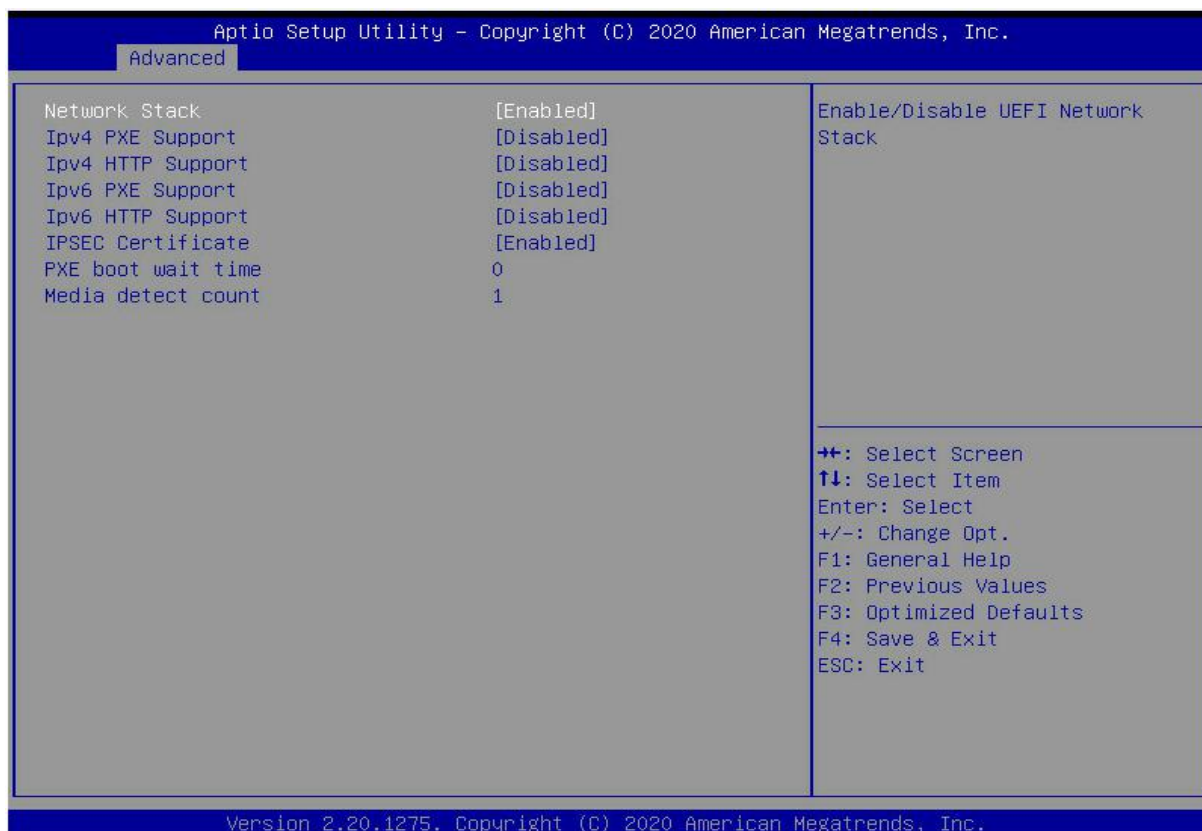 Aptio Setup Utility – Copyright (C) 2020 American Megatrends, Inc.
Advanced
Network Stack [Enabled]
Ipv4 PXE Support [Disabled]
Ipv4 HTTP Support [Disabled]
Ipv6 PXE Support [Disabled]
Ipv6 HTTP Support [Disabled]
IPSEC Certificate [Enabled]
PXE boot wait time 0
Media detect count 1
Enable/Disable UEFI Network
Stack
→←: Select Screen
↑↓: Select Item
Enter: Select
+/-: Change Opt.
F1: General Help
F2: Previous Values
F3: Optimized Defaults
F4: Save & Exit
ESC: Exit
Version 2.20.1275. Copyright (C) 2020 American Megatrends, Inc.